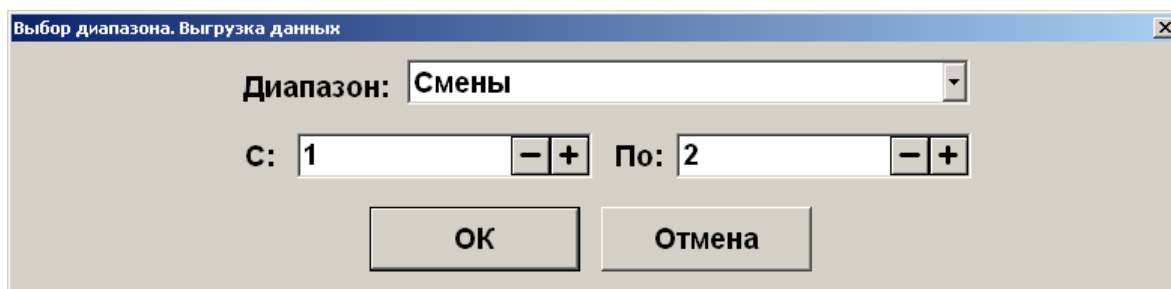 Выбор диапазона. Выгрузка данных
Диапазон: Смены
С: 1 По: 2
ОК Отмена